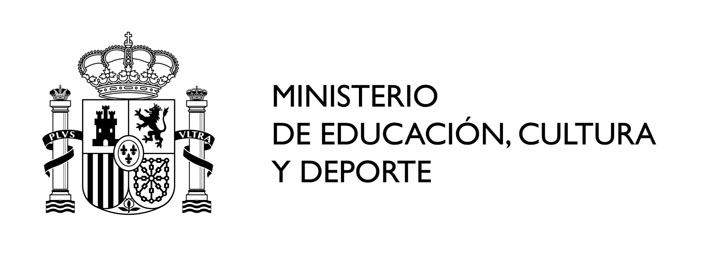 PLVS VLTRA
MINISTERIO
DE EDUCACIÓN, CULTURA
Y DEPORTE